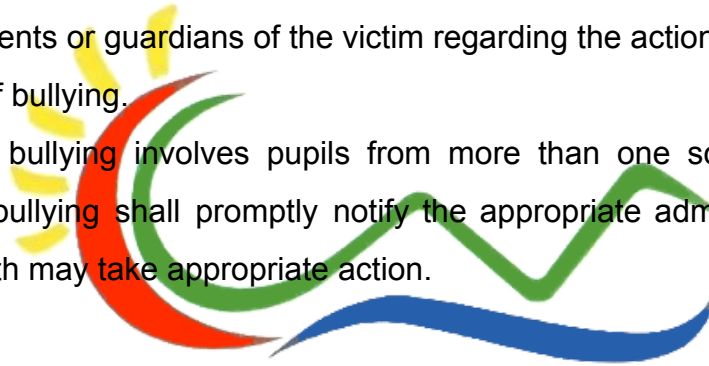 ents or guardians of the victim regarding the action
f bullying.
bullying involves pupils from more than one sc
bullying shall promptly notify the appropriate adm
th may take appropriate action.